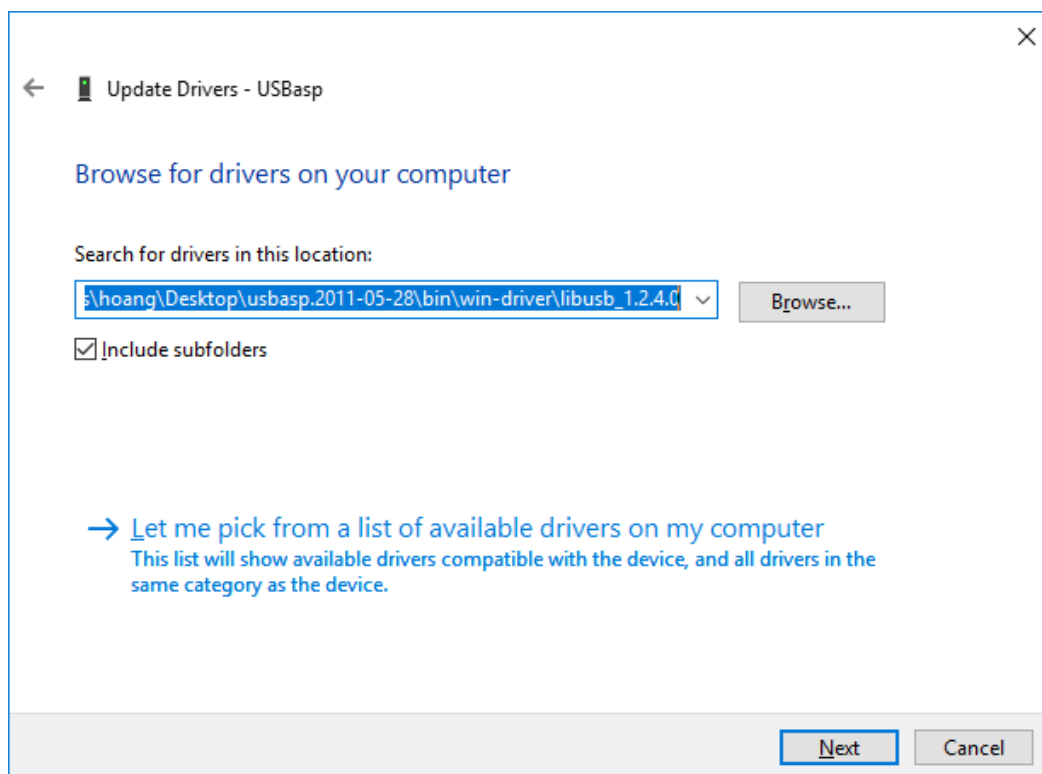 Update Drivers - USBasp
Browse for drivers on your computer
Search for drivers in this location:
s\hoang\Desktop\usbasp.2011-05-28\bin\win-driver\libusb_1.2.4.0
Browse...
Include subfolders
Let me pick from a list of available drivers on my computer
This list will show available drivers compatible with the device, and all drivers in the
same category as the device.
Next
Cancel